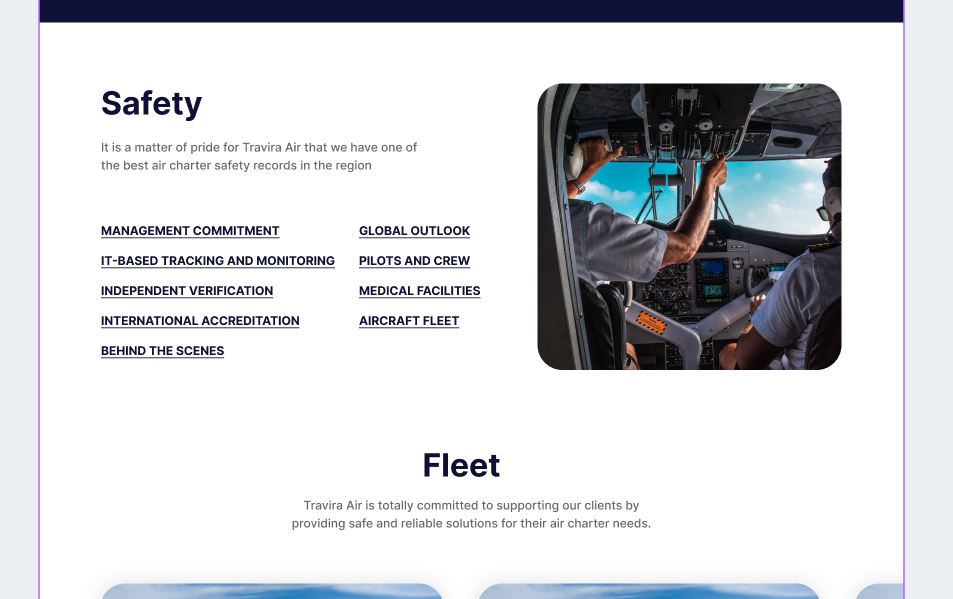 Safety
It is a matter of pride for Travira Air that we have one of
the best air charter safety records in the region
MANAGEMENT COMMITMENT
IT-BASED TRACKING AND MONITORING
INDEPENDENT VERIFICATION
INTERNATIONAL ACCREDITATION
BEHIND THE SCENES
GLOBAL OUTLOOK
PILOTS AND CREW
MEDICAL FACILITIES
AIRCRAFT FLEET
Fleet
Travira Air is totally committed to supporting our clients by
providing safe and reliable solutions for their air charter needs.